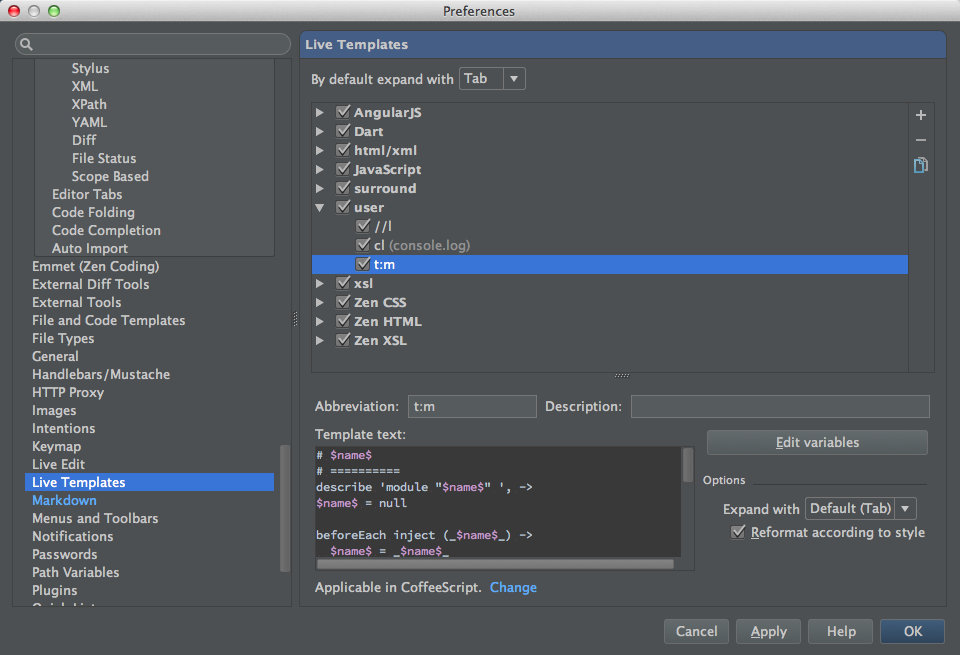 Preferences
Stylus
XML
XPath
YAML
Diff
File Status
Scope Based
Editor Tabs
Code Folding
Code Completion
Auto Import
Emmet (Zen Coding)
External Diff Tools
External Tools
File and Code Templates
File Types
General
Handlebars/Mustache
HTTP Proxy
Images
Intentions
Keymap
Live Edit
Live Templates
Markdown
Menus and Toolbars
Notifications
Passwords
Path Variables
Plugins
Live Templates
By default expand with Tab
AngularJS
Dart
html/xml
JavaScript
surround
user
//l
cl (console.log)
t:m
xsl
Zen CSS
Zen HTML
Zen XSL
Abbreviation: t:m Description:
Template text:
# $name$
# ==========
describe 'module "$name$" ', ->
$name$ = null
beforeEach inject (_$name$_) ->
$name$ = _$name$_
Edit variables
Options
Expand with Default (Tab)
Reformat according to style
Applicable in CoffeeScript. Change
Cancel Apply Help OK